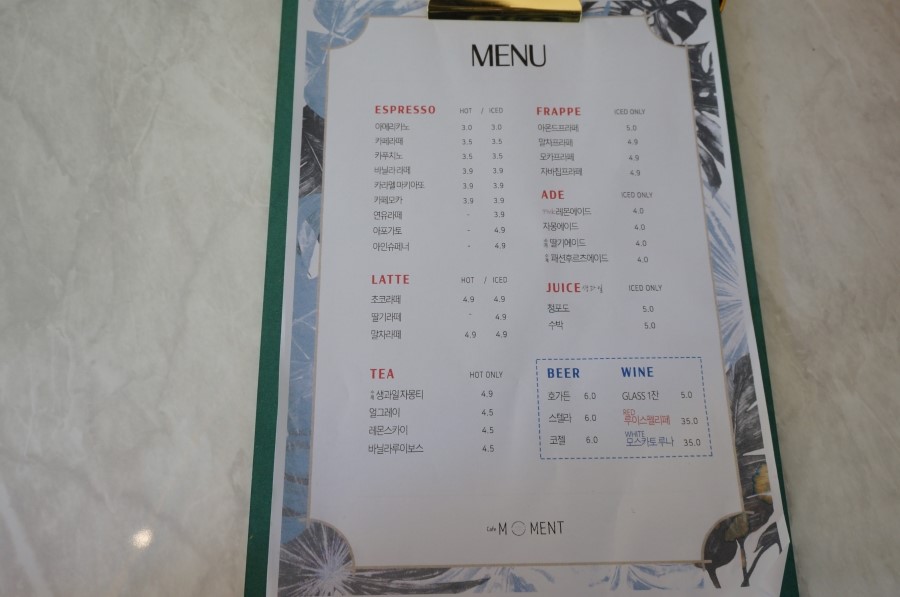 MENU
ESPRESSO HOT / ICED
아메리카노 3.0 3.0
카페라떼 3.5 3.5
카푸치노 3.5 3.5
바닐라 라떼 3.9 3.9
카라멜 마키아또 3.9 3.9
카페모카 3.9 3.9
연유라떼 - 3.9
아포가토 - 4.9
아인슈페너 - 4.9
LATTE HOT / ICED
초코라떼 4.9 4.9
딸기라떼 - 4.9
말차라떼 4.9 4.9
TEA HOT ONLY
생과일자몽티 4.9
얼그레이 4.5
레몬스카이 4.5
바닐라루이보스 4.5
FRAPPE ICED ONLY
아몬드프라페 5.0
말차프라페 4.9
모카프라페 4.9
자바칩프라페 4.9
ADE ICED ONLY
레몬에이드 4.0
자몽에이드 4.0
딸기에이드 4.0
패션후르츠에이드 4.0
JUICE ICED ONLY
청포도 5.0
수박 5.0
BEER
호가든 6.0
스텔라 6.0
코젤 6.0
WINE
GLASS 1잔 5.0
RED
루이스펠리페 35.0
WHITE
모스카토 루나 35.0
Cafe MOMENT